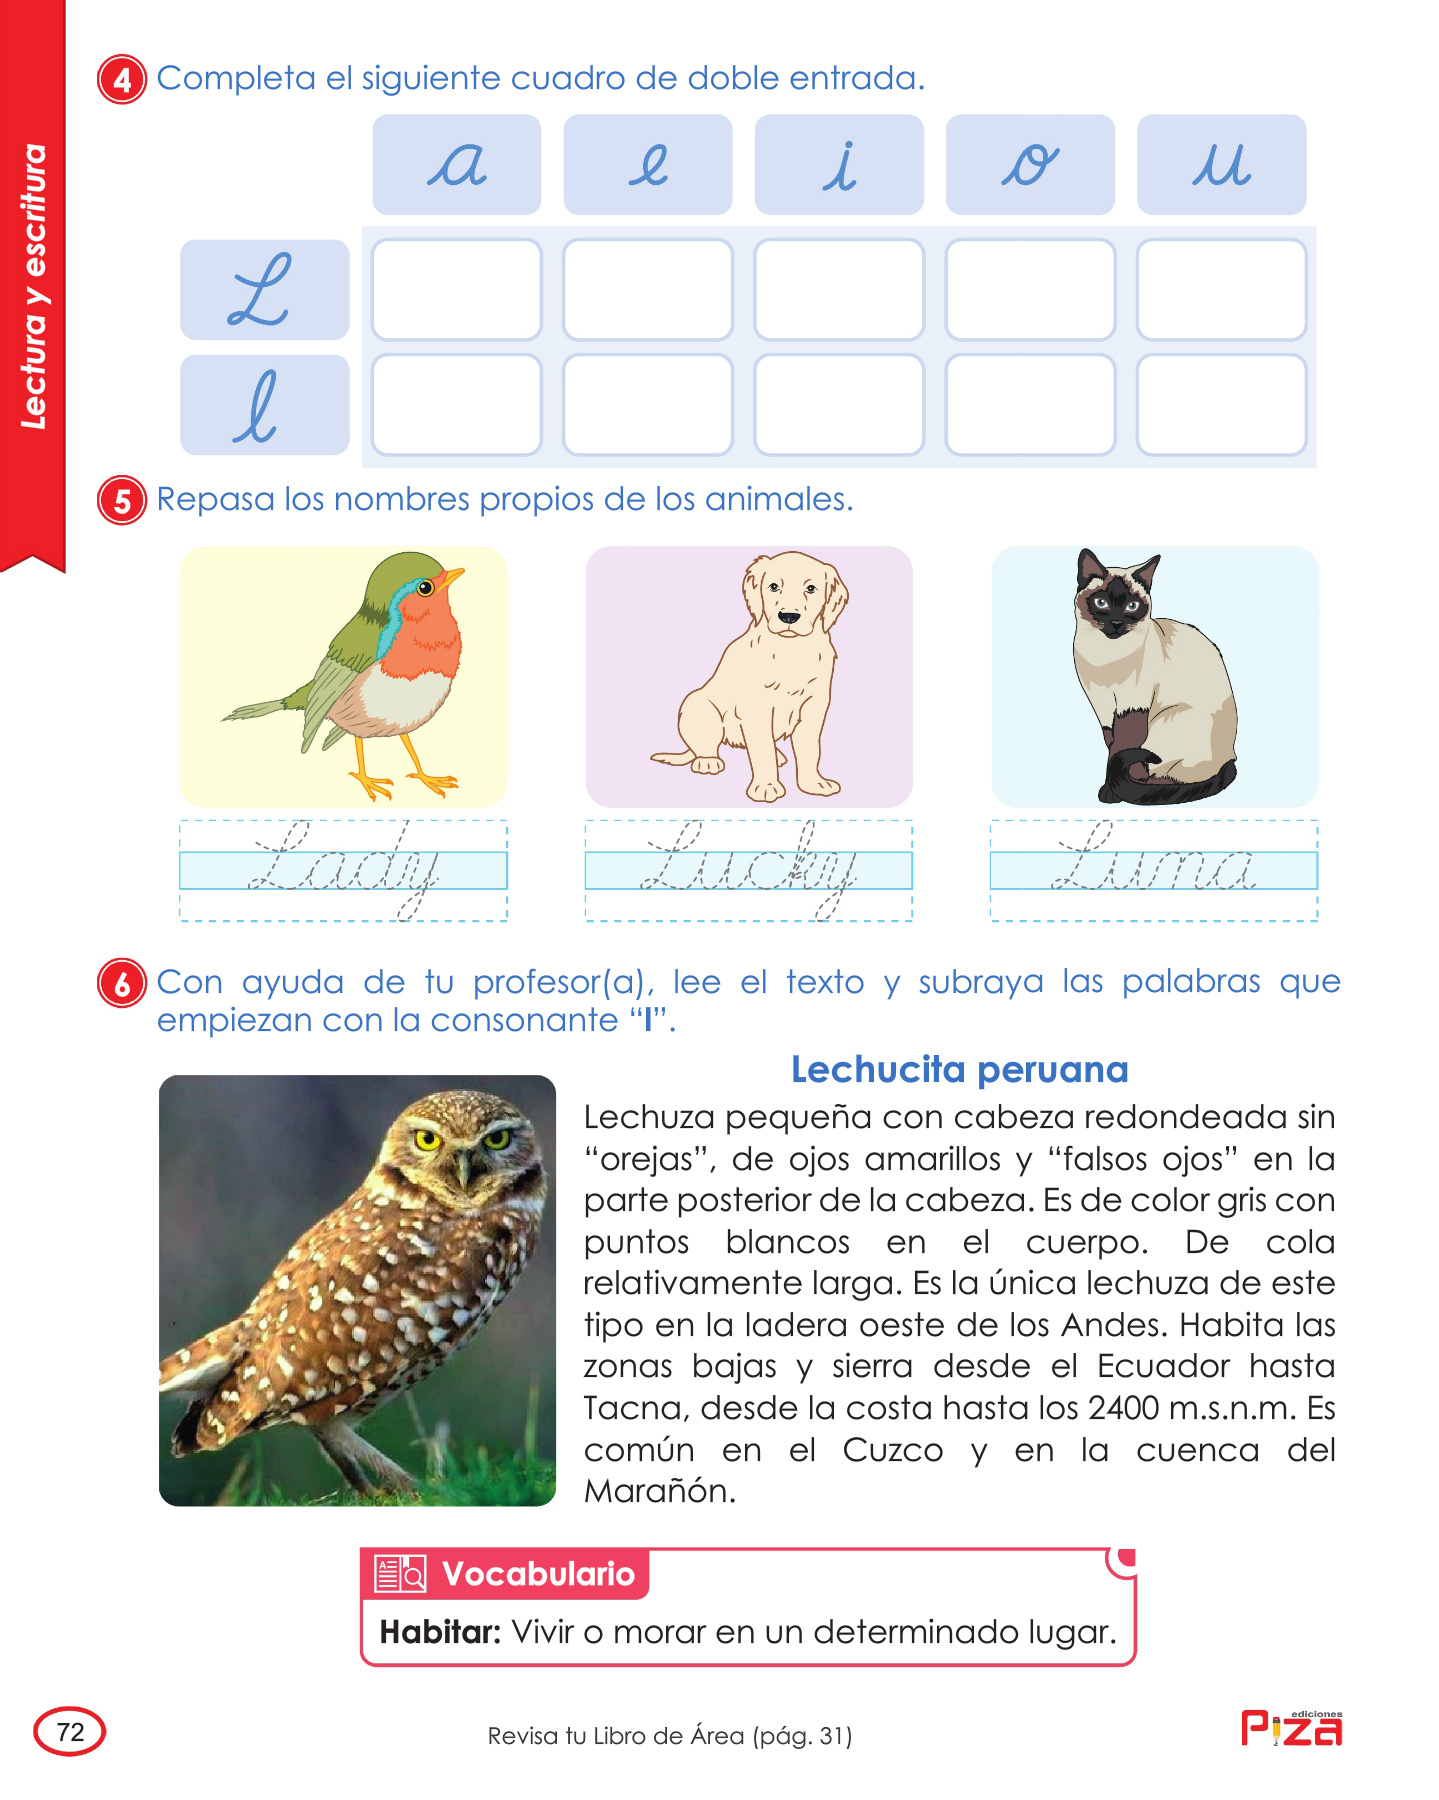 Lectura y escritura
4 Completa el siguiente cuadro de doble entrada.
a e i o u
L
l
5 Repasa los nombres propios de los animales.
Lady Lucky Luna
6 Con ayuda de tu profesor(a), lee el texto y subraya las palabras que
empiezan con la consonante “l”.
Lechucita peruana
Lechuza pequeña con cabeza redondeada sin
“orejas”, de ojos amarillos y “falsos ojos” en la
parte posterior de la cabeza. Es de color gris con
puntos blancos en el cuerpo. De cola
relativamente larga. Es la única lechuza de este
tipo en la ladera oeste de los Andes. Habita las
zonas bajas y sierra desde el Ecuador hasta
Tacna, desde la costa hasta los 2400 m.s.n.m. Es
común en el Cuzco y en la cuenca del
Marañón.
Vocabulario
Habitar: Vivir o morar en un determinado lugar.
72
Revisa tu Libro de Área (pág. 31)
ediciones
Piza